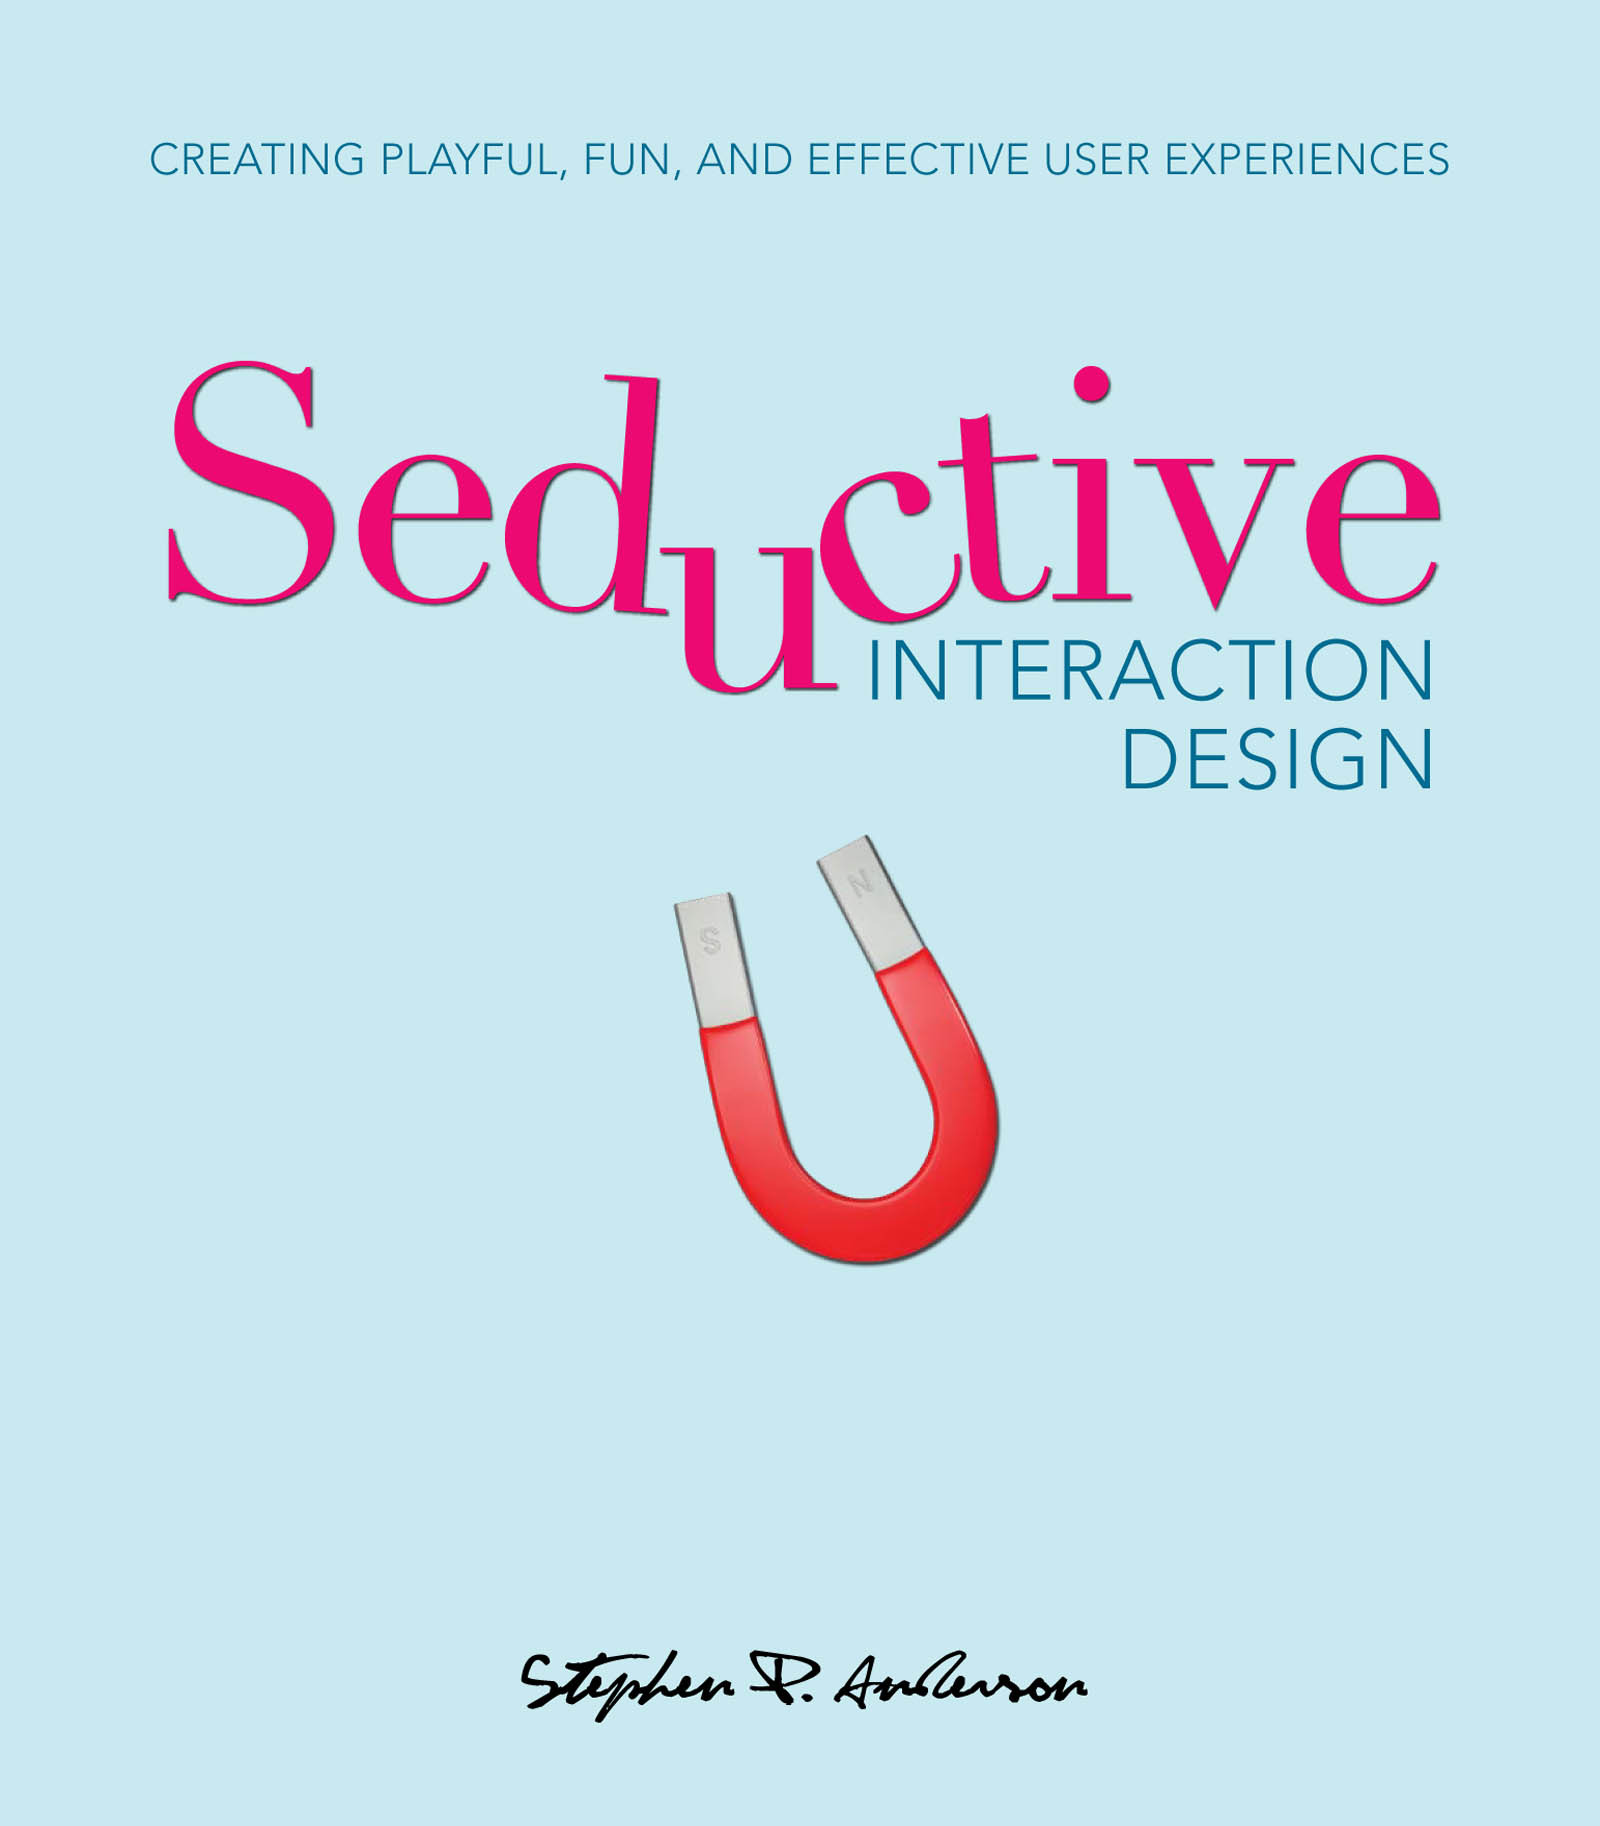 CREATING PLAYFUL, FUN, AND EFFECTIVE USER EXPERIENCES
Seductive
INTERACTION
DESIGN
S
N
Stephen P. Anderson